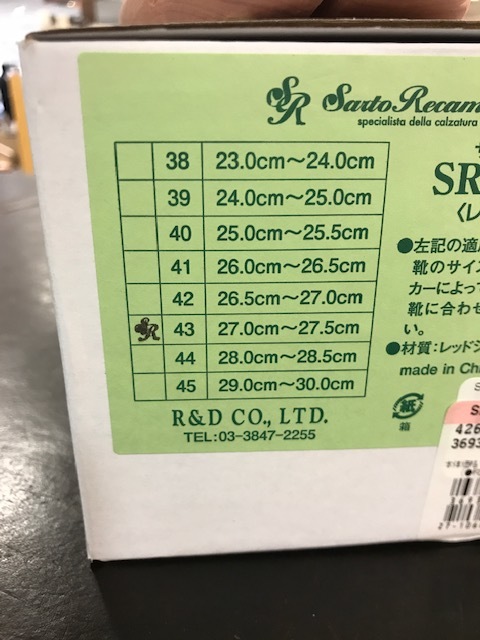 SR Sarto Recam
specialista della calzatura
38 23.0cm～24.0cm
39 24.0cm～25.0cm
40 25.0cm～25.5cm
41 26.0cm～26.5cm
42 26.5cm～27.0cm
SR 43 27.0cm～27.5cm
44 28.0cm～28.5cm
45 29.0cm～30.0cm
R&D CO., LTD.
TEL:03-3847-2255
SR
〈レ
●左記の適
靴のサイズ
カーによって
靴に合わせ
い。
●材質：レッドシ
made in Chi
紙
箱
426
3693